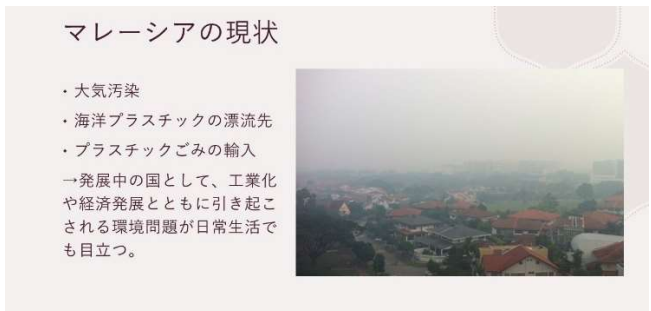 マレーシアの現状
・大気汚染
・海洋プラスチックの漂流先
・プラスチックごみの輸入
→発展中の国として、工業化
や経済発展とともに引き起こ
される環境問題が日常生活で
も目立つ。